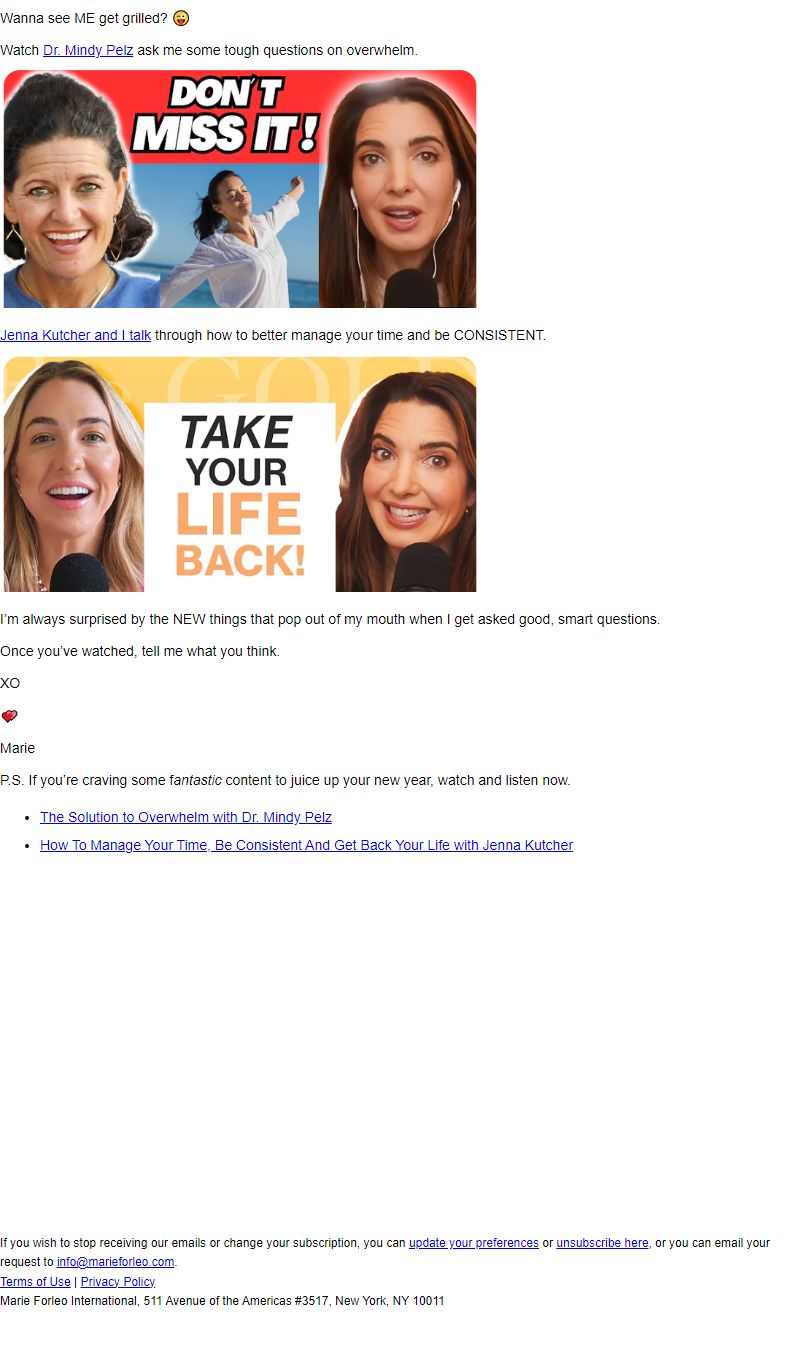 Wanna see ME get grilled? 😜
Watch Dr. Mindy Pelz ask me some tough questions on overwhelm.
DON'T
MISS IT!
Jenna Kutcher and I talk through how to better manage your time and be CONSISTENT.
GOLD
TAKE
YOUR
LIFE
BACK!
I’m always surprised by the NEW things that pop out of my mouth when I get asked good, smart questions.
Once you’ve watched, tell me what you think.
XO
💕
Marie
P.S. If you’re craving some fantastic content to juice up your new year, watch and listen now.
• The Solution to Overwhelm with Dr. Mindy Pelz
• How To Manage Your Time, Be Consistent And Get Back Your Life with Jenna Kutcher
If you wish to stop receiving our emails or change your subscription, you can update your preferences or unsubscribe here, or you can email your
request to info@marieforleo.com.
Terms of Use | Privacy Policy
Marie Forleo International, 511 Avenue of the Americas #3517, New York, NY 10011